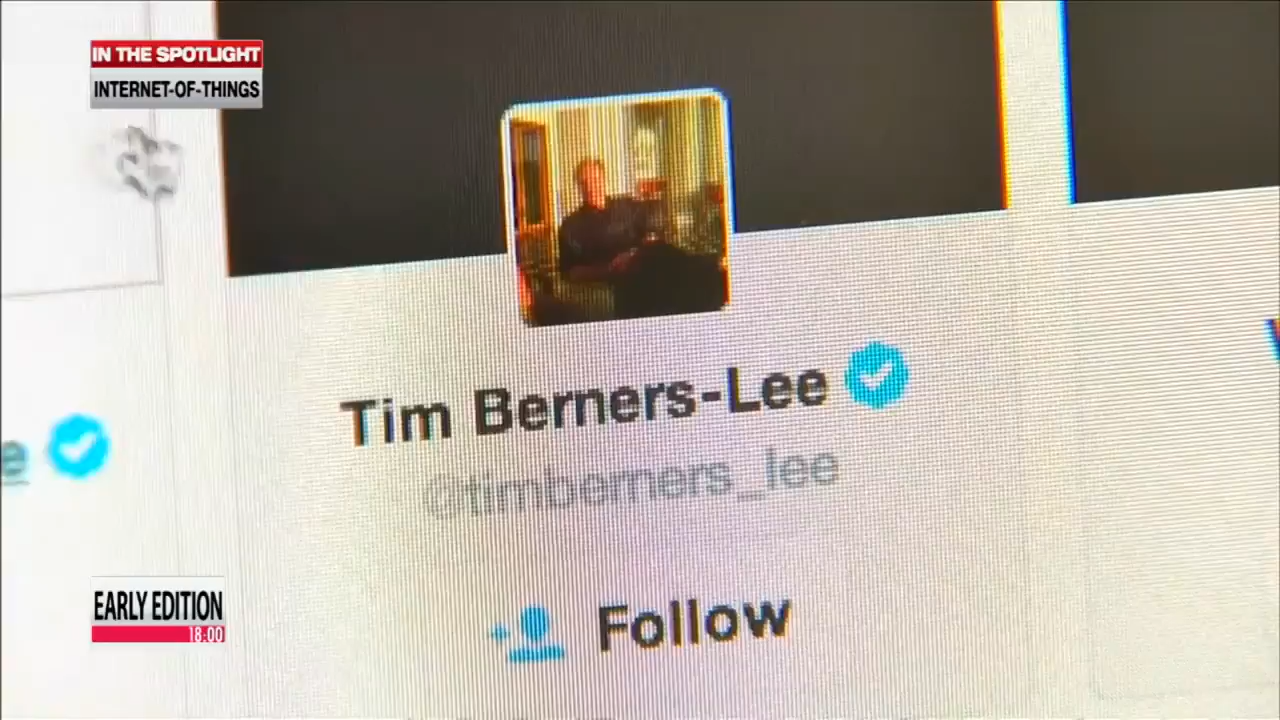 IN THE SPOTLIGHT
INTERNET-OF-THINGS
Tim Berners-Lee
@timberners_lee
e
Follow
EARLY EDITION
18:00